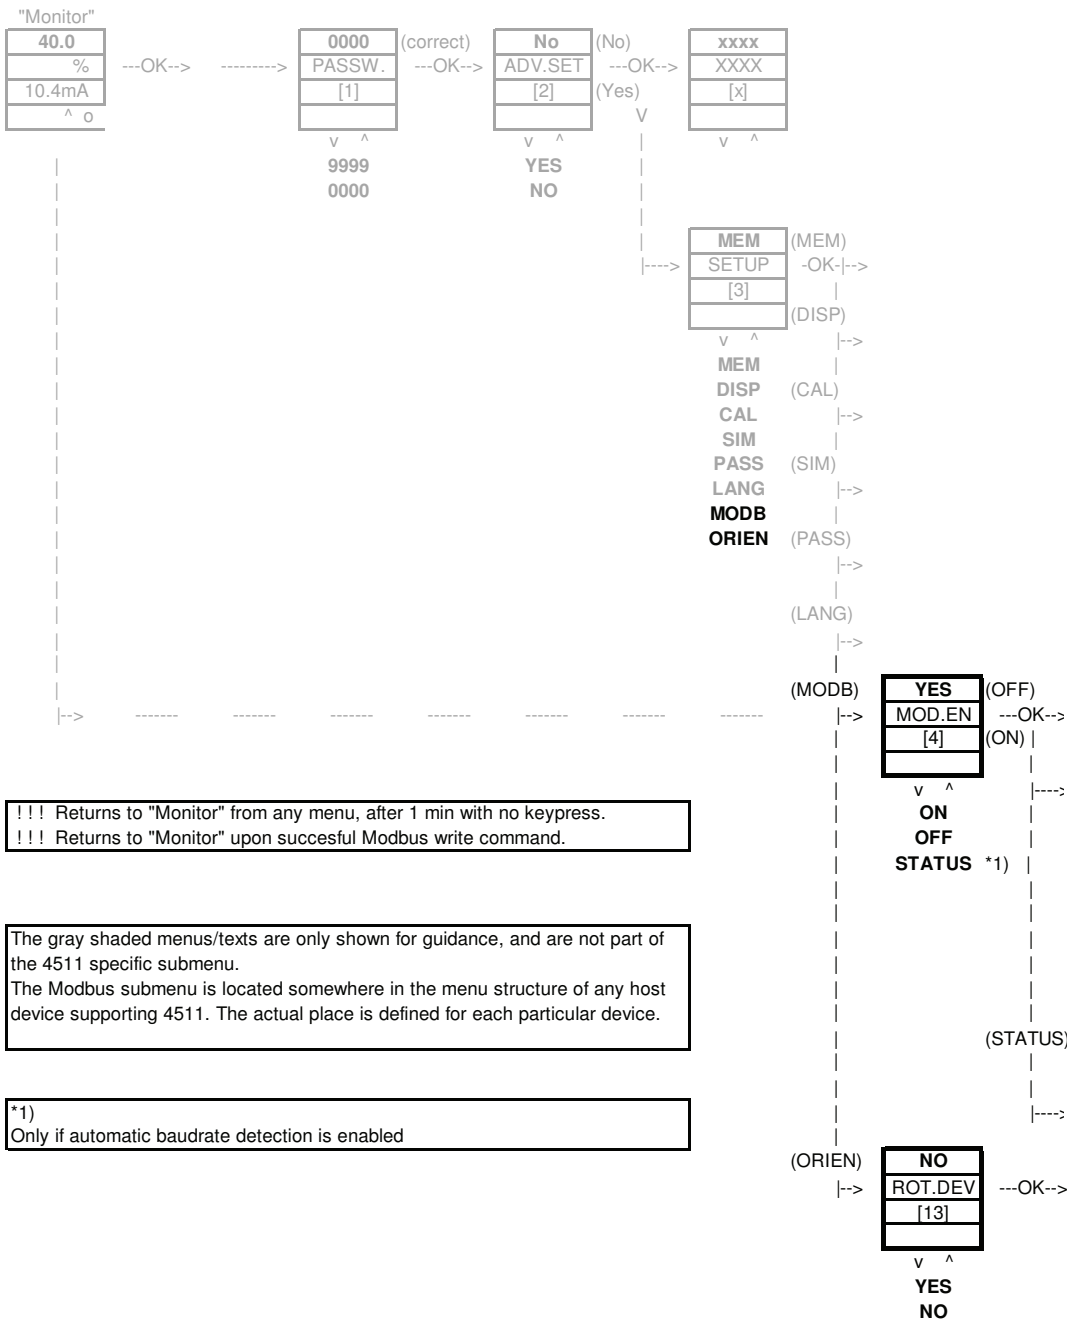 "Monitor"
40.0 0000 (correct) No (No) xxxx
% ---OK--> ---------> PASSW. ---OK--> ADV.SET ---OK--> XXXX
10.4mA [1] [2] (Yes) [x]
^ o V
| v ^ v ^ | v ^
| 9999 YES |
| 0000 NO |
| |
| | MEM (MEM)
| |----> SETUP -OK-|-->
| [3] |
| (DISP)
| v ^ |-->
| MEM |
| DISP (CAL)
| CAL |-->
| SIM |
| PASS (SIM)
| LANG |-->
| MODB |
| ORIEN (PASS)
| |-->
| |
| (LANG)
| |-->
| |
| (MODB) YES (OFF)
|--> ------- ------- ------- ------- ------- ------- ------- |--> MOD.EN ---OK-->
| [4] (ON) |
| |
| v ^ |---->
! ! ! Returns to "Monitor" from any menu, after 1 min with no keypress. | ON |
! ! ! Returns to "Monitor" upon succesful Modbus write command. | OFF |
| STATUS *1) |
| |
| |
The gray shaded menus/texts are only shown for guidance, and are not part of | |
the 4511 specific submenu. | |
The Modbus submenu is located somewhere in the menu structure of any host | |
device supporting 4511. The actual place is defined for each particular device. | |
| (STATUS)
| |
| |
*1) | |---->
Only if automatic baudrate detection is enabled |
(ORIEN) NO
|--> ROT.DEV ---OK-->
[13]
v ^
YES
NO